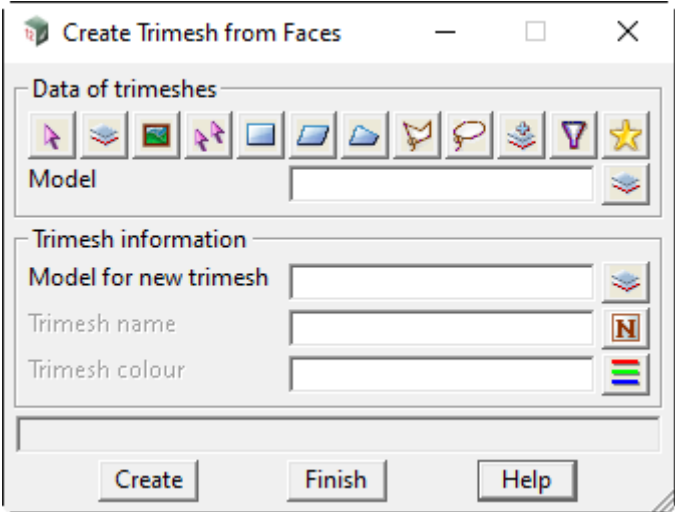 Create Trimesh from Faces
Data of trimeshes
Model
Trimesh information
Model for new trimesh
Trimesh name
N
Trimesh colour
Create Finish Help